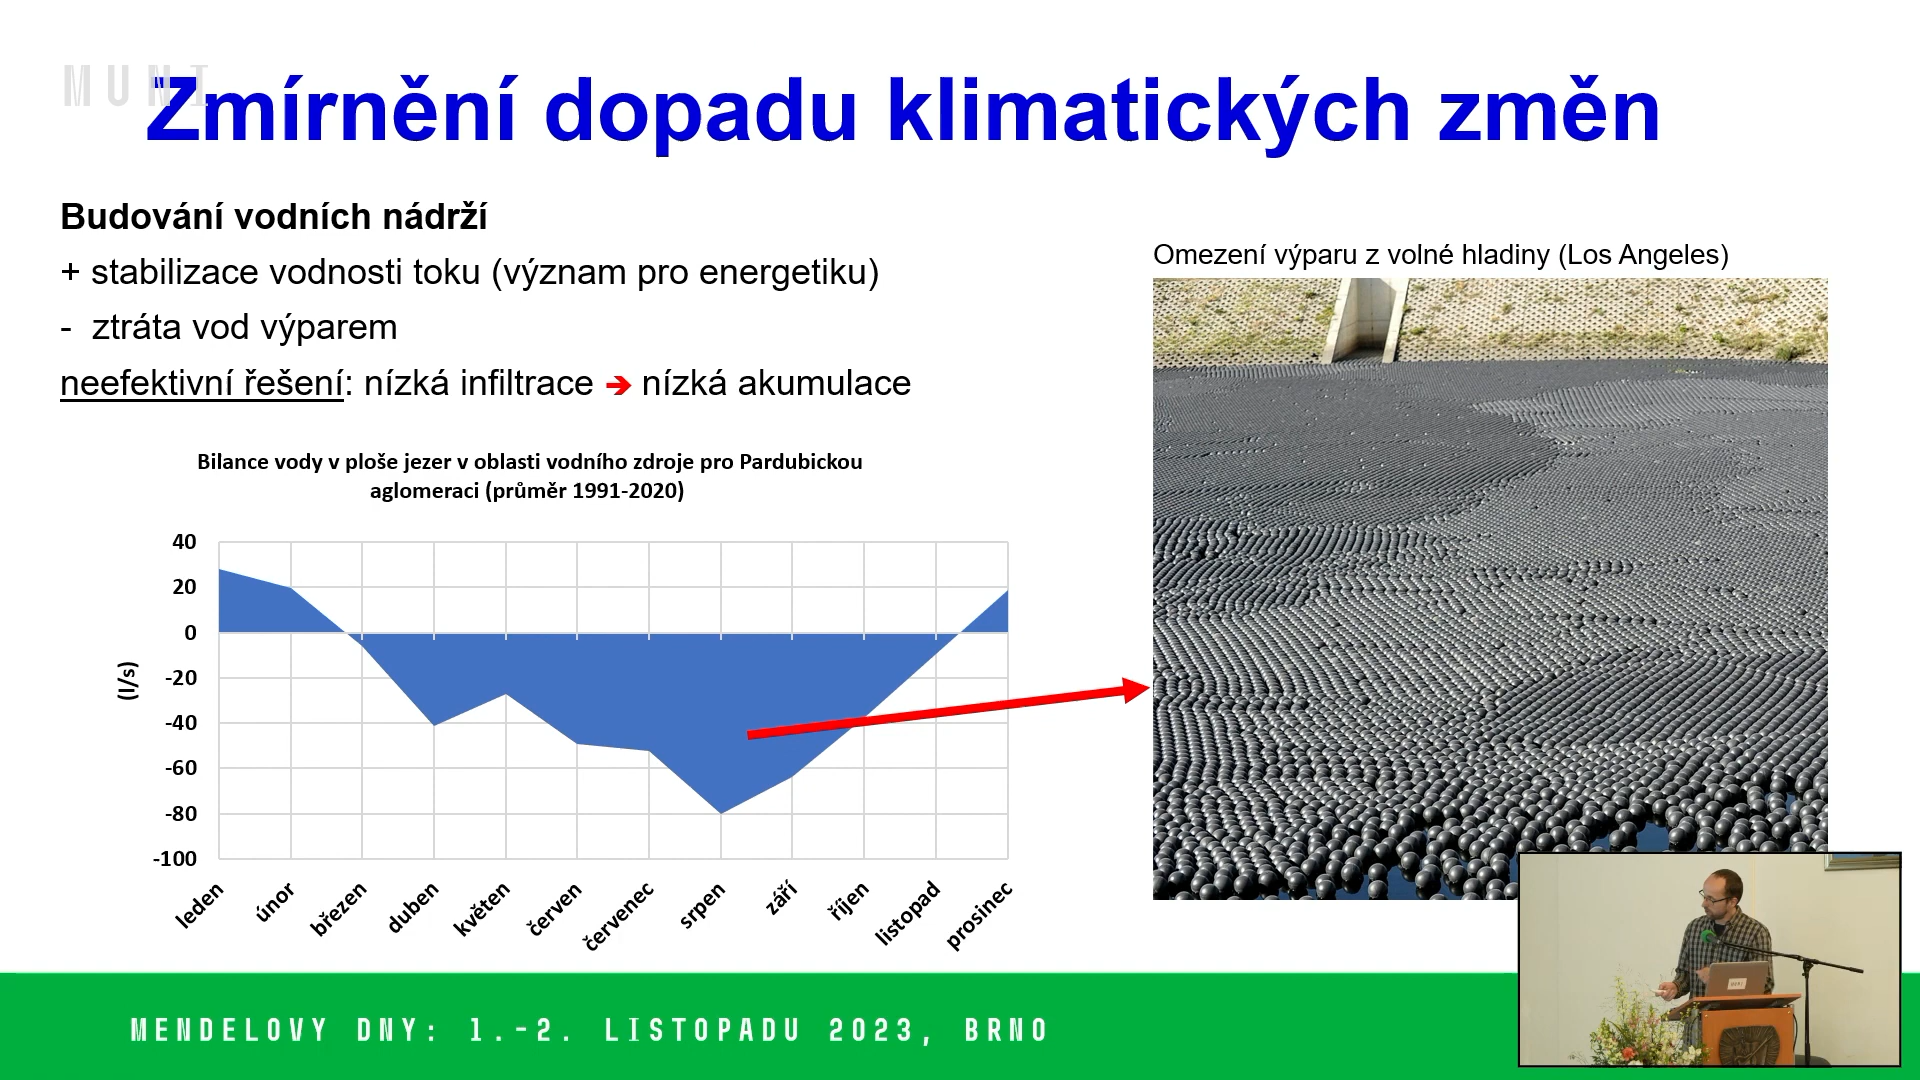 MUNI
Zmírnění dopadu klimatických změn
Budování vodních nádrží
+ stabilizace vodnosti toku (význam pro energetiku)
- ztráta vod výparem
neefektivní řešení: nízká infiltrace ➔ nízká akumulace
Omezení výparu z volné hladiny (Los Angeles)
Bilance vody v ploše jezer v oblasti vodního zdroje pro Pardubickou
aglomeraci (průměr 1991-2020)
40
20
0
-20
-40
-60
-80
-100
(l/s)
leden
únor
březen
duben
květen
červen
červenec
srpen
září
říjen
listopad
prosinec
MENDELOVY DNY: 1.-2. LISTOPADU 2023, BRNO